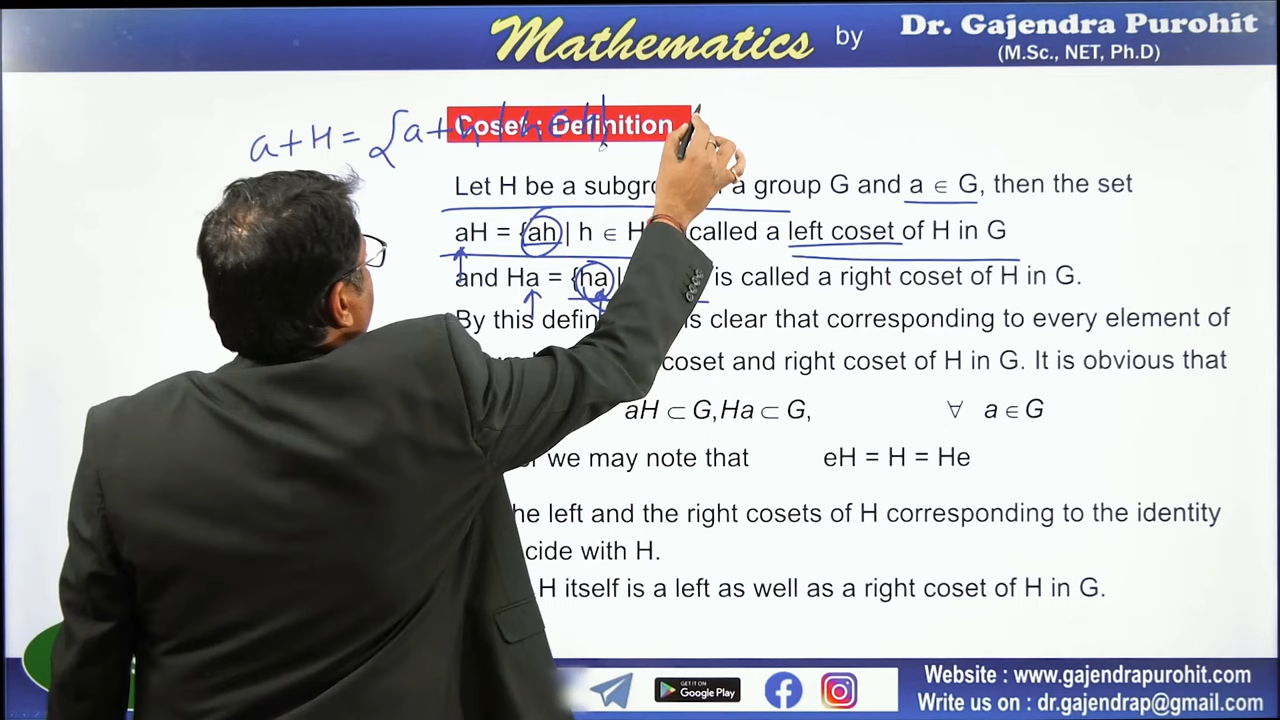 Mathematics by Dr. Gajendra Purohit
(M.Sc., NET, Ph.D)
a+H = {a+h | h ∈ H}
Coset : Definition
Let H be a a group G and a ∈ G, then the set
aH = {ah | h ∈ H called a left coset of H in G
and Ha = {ha | is called a right coset of H in G.
By this is clear that corresponding to every element of
coset and right coset of H in G. It is obvious that
aH ⊂ G, Ha ⊂ G, ∀ a ∈ G
we may note that eH = H = He
the left and the right cosets of H corresponding to the identity
with H.
H itself is a left as well as a right coset of H in G.
GET IT ON
Google Play
Website : www.gajendrapurohit.com
Write us on : dr.gajendrap@gmail.com